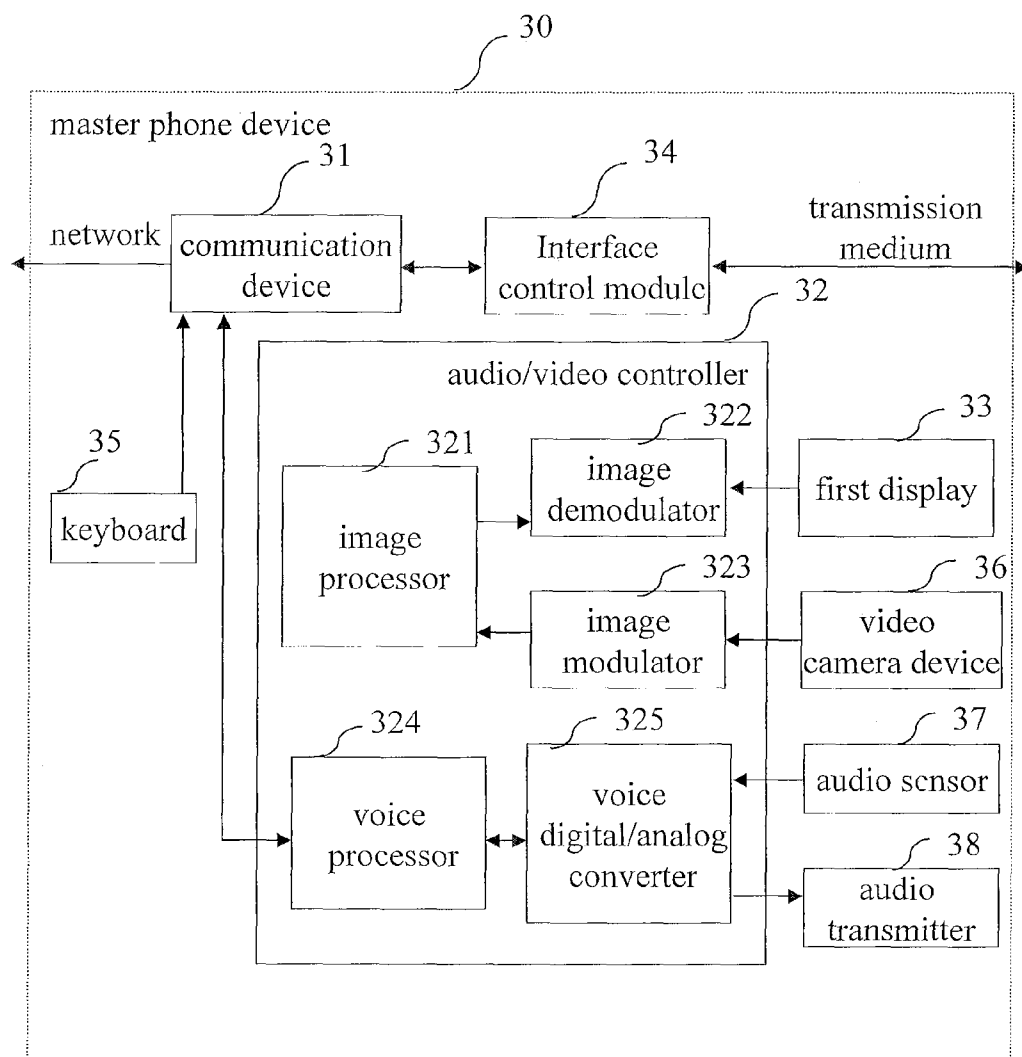 30
master phone device
31
34
network
communication
device
Interface
control module
transmission
medium
32
audio/video controller
322
33
321
35
image
demodulator
first display
keyboard
image
processor
323
36
image
modulator
video
camera device
324
325
37
audio sensor
voice
processor
voice
digital/analog
converter
38
audio
transmitter